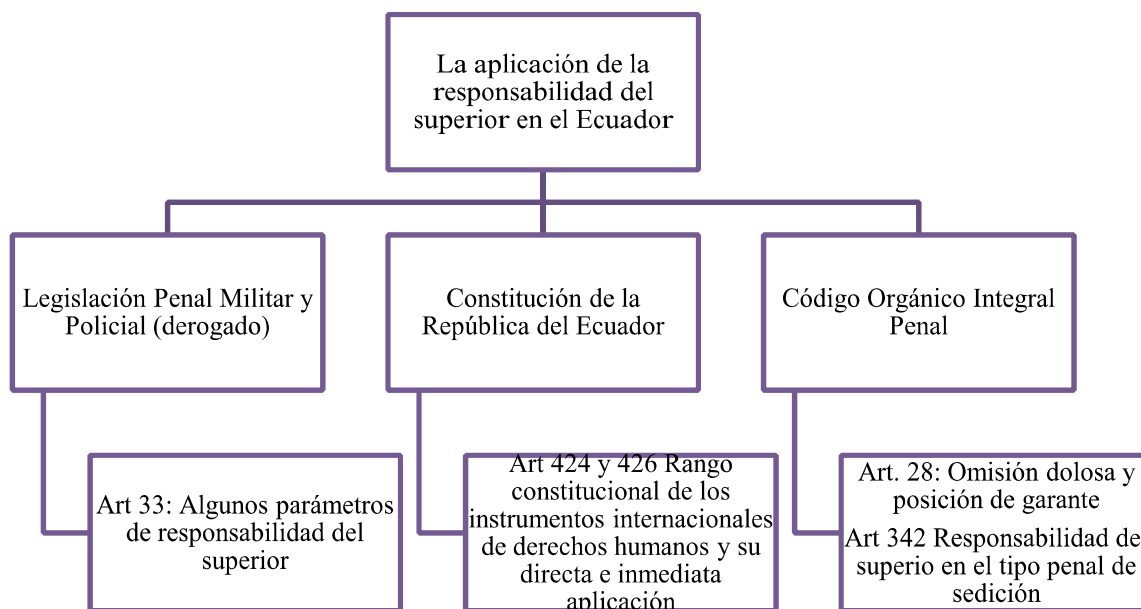 La aplicación de la
responsabilidad del
superior en el Ecuador
Legislación Penal Militar y
Policial (derogado)
Constitución de la
República del Ecuador
Código Orgánico Integral
Penal
Art 33: Algunos parámetros
de responsabilidad del
superior
Art 424 y 426 Rango
constitucional de los
instrumentos internacionales
de derechos humanos y su
directa e inmediata
aplicación
Art. 28: Omisión dolosa y
posición de garante
Art 342 Responsabilidad de
superio en el tipo penal de
sedición